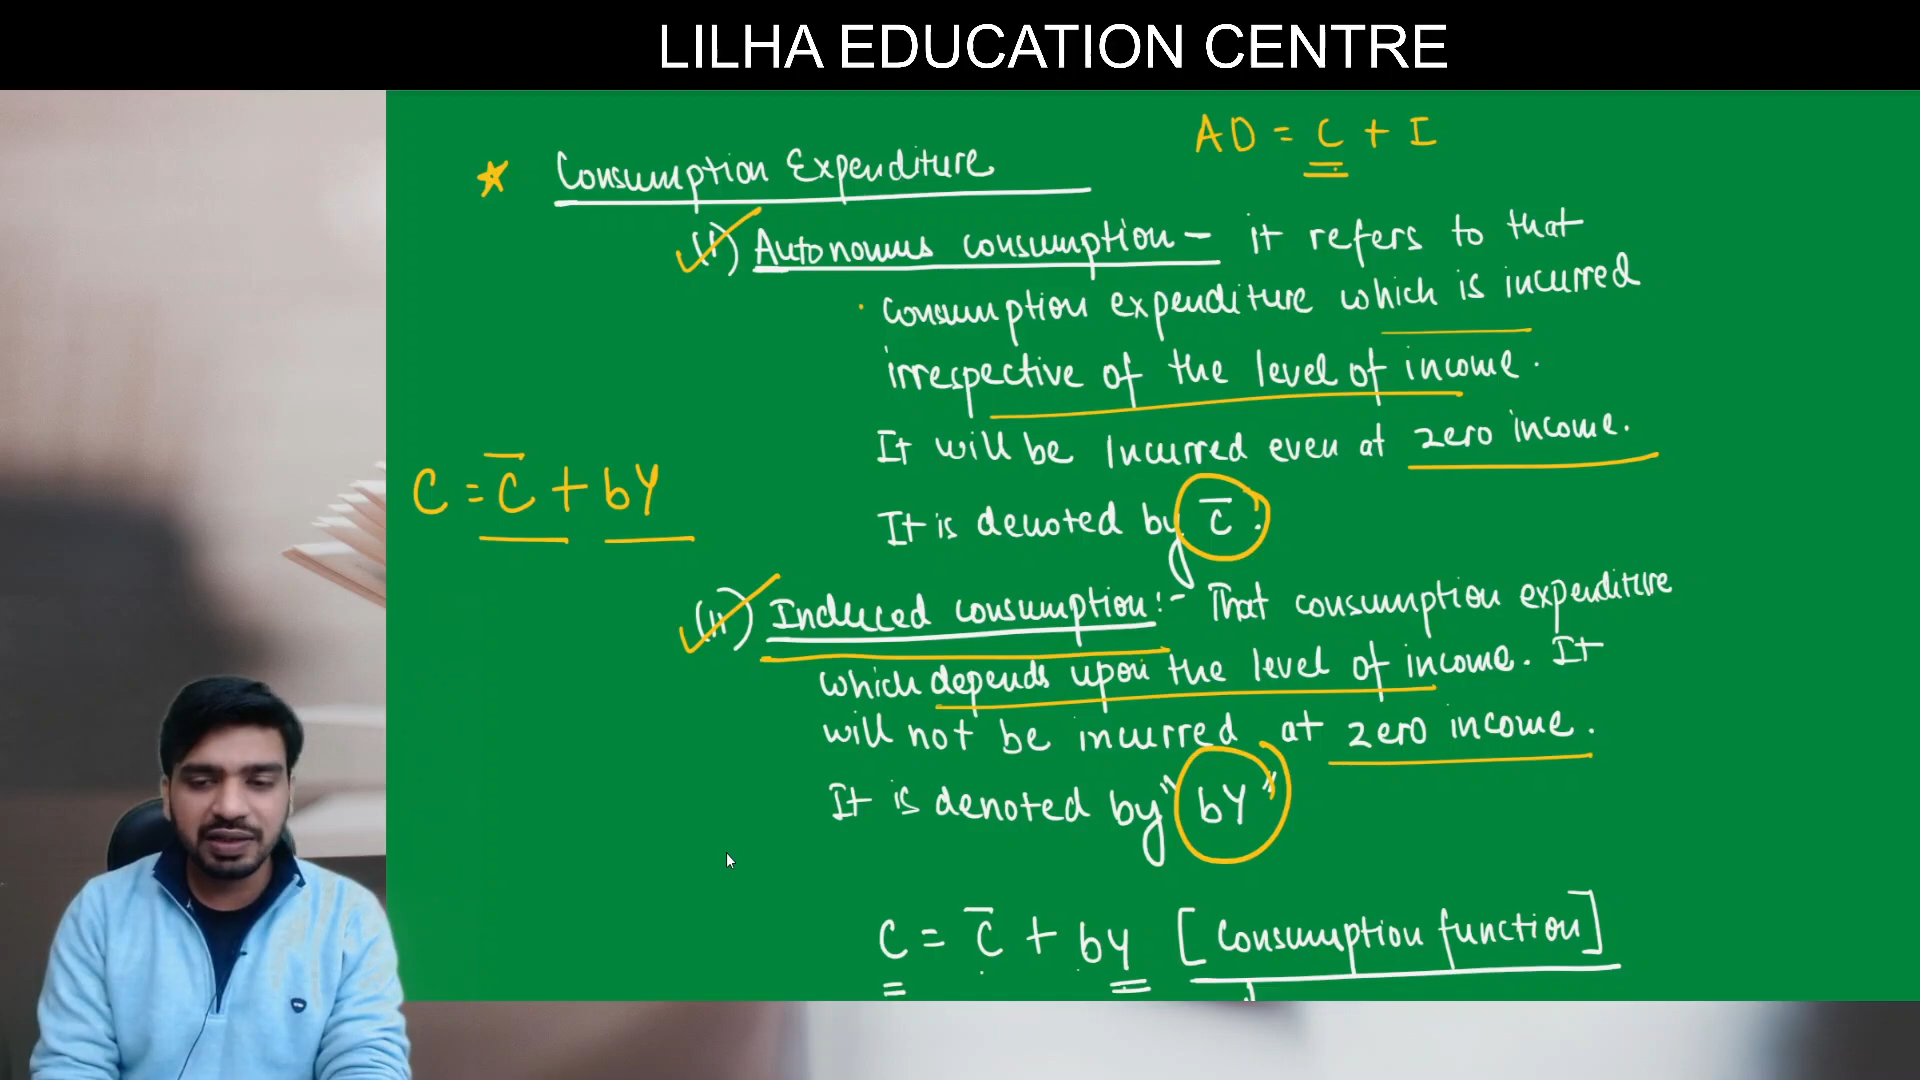 LILHA EDUCATION CENTRE
AD = C + I
* Consumption Expenditure
(i) Autonomus consumption - it refers to that
consumption expenditure which is incurred
irrespective of the level of income.
It will be Incurred even at zero income.
C = C̅ + bY
It is denoted by C̅.
(ii) Induced consumption:- That consumption expenditure
which depends upon the level of income. It
will not be incurred at zero income.
It is denoted by "bY"
C = C̅ + by [Consumption function]